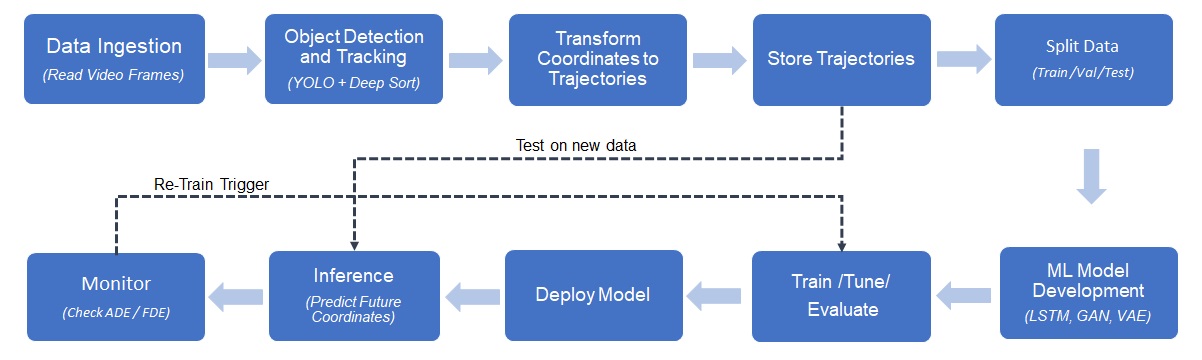 Data Ingestion
(Read Video Frames)
Object Detection
and Tracking
(YOLO + Deep Sort)
Transform
Coordinates to
Trajectories
Store Trajectories
Split Data
(Train /Val /Test)
Test on new data
Re-Train Trigger
Monitor
(Check ADE / FDE)
Inference
(Predict Future
Coordinates)
Deploy Model
Train /Tune/
Evaluate
ML Model
Development
(LSTM, GAN, VAE)